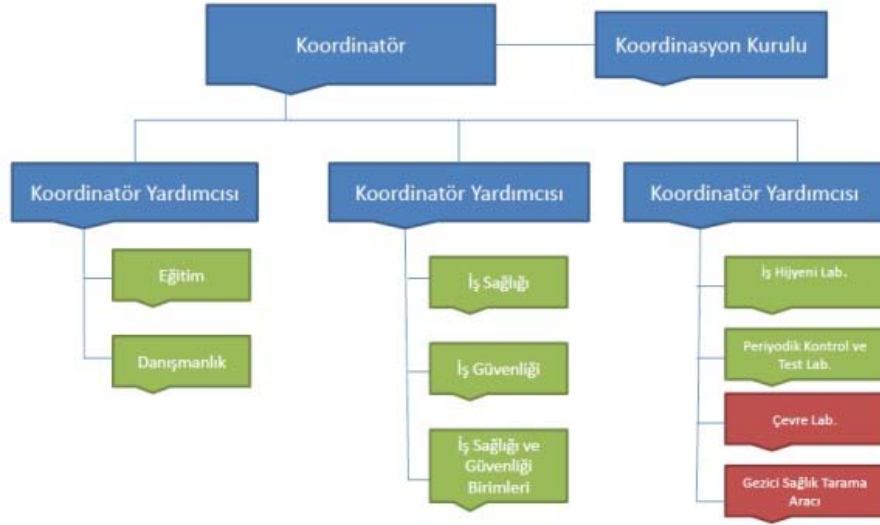 Koordinatör
Koordinasyon Kurulu
Koordinatör Yardımcısı
Koordinatör Yardımcısı
Koordinatör Yardımcısı
Eğitim
Danışmanlık
İş Sağlığı
İş Güvenliği
İş Sağlığı ve
Güvenliği
Birimleri
İş Hijyeni Lab.
Periyodik Kontrol ve
Test Lab.
Çevre Lab.
Gezici Sağlık Tarama
Aracı